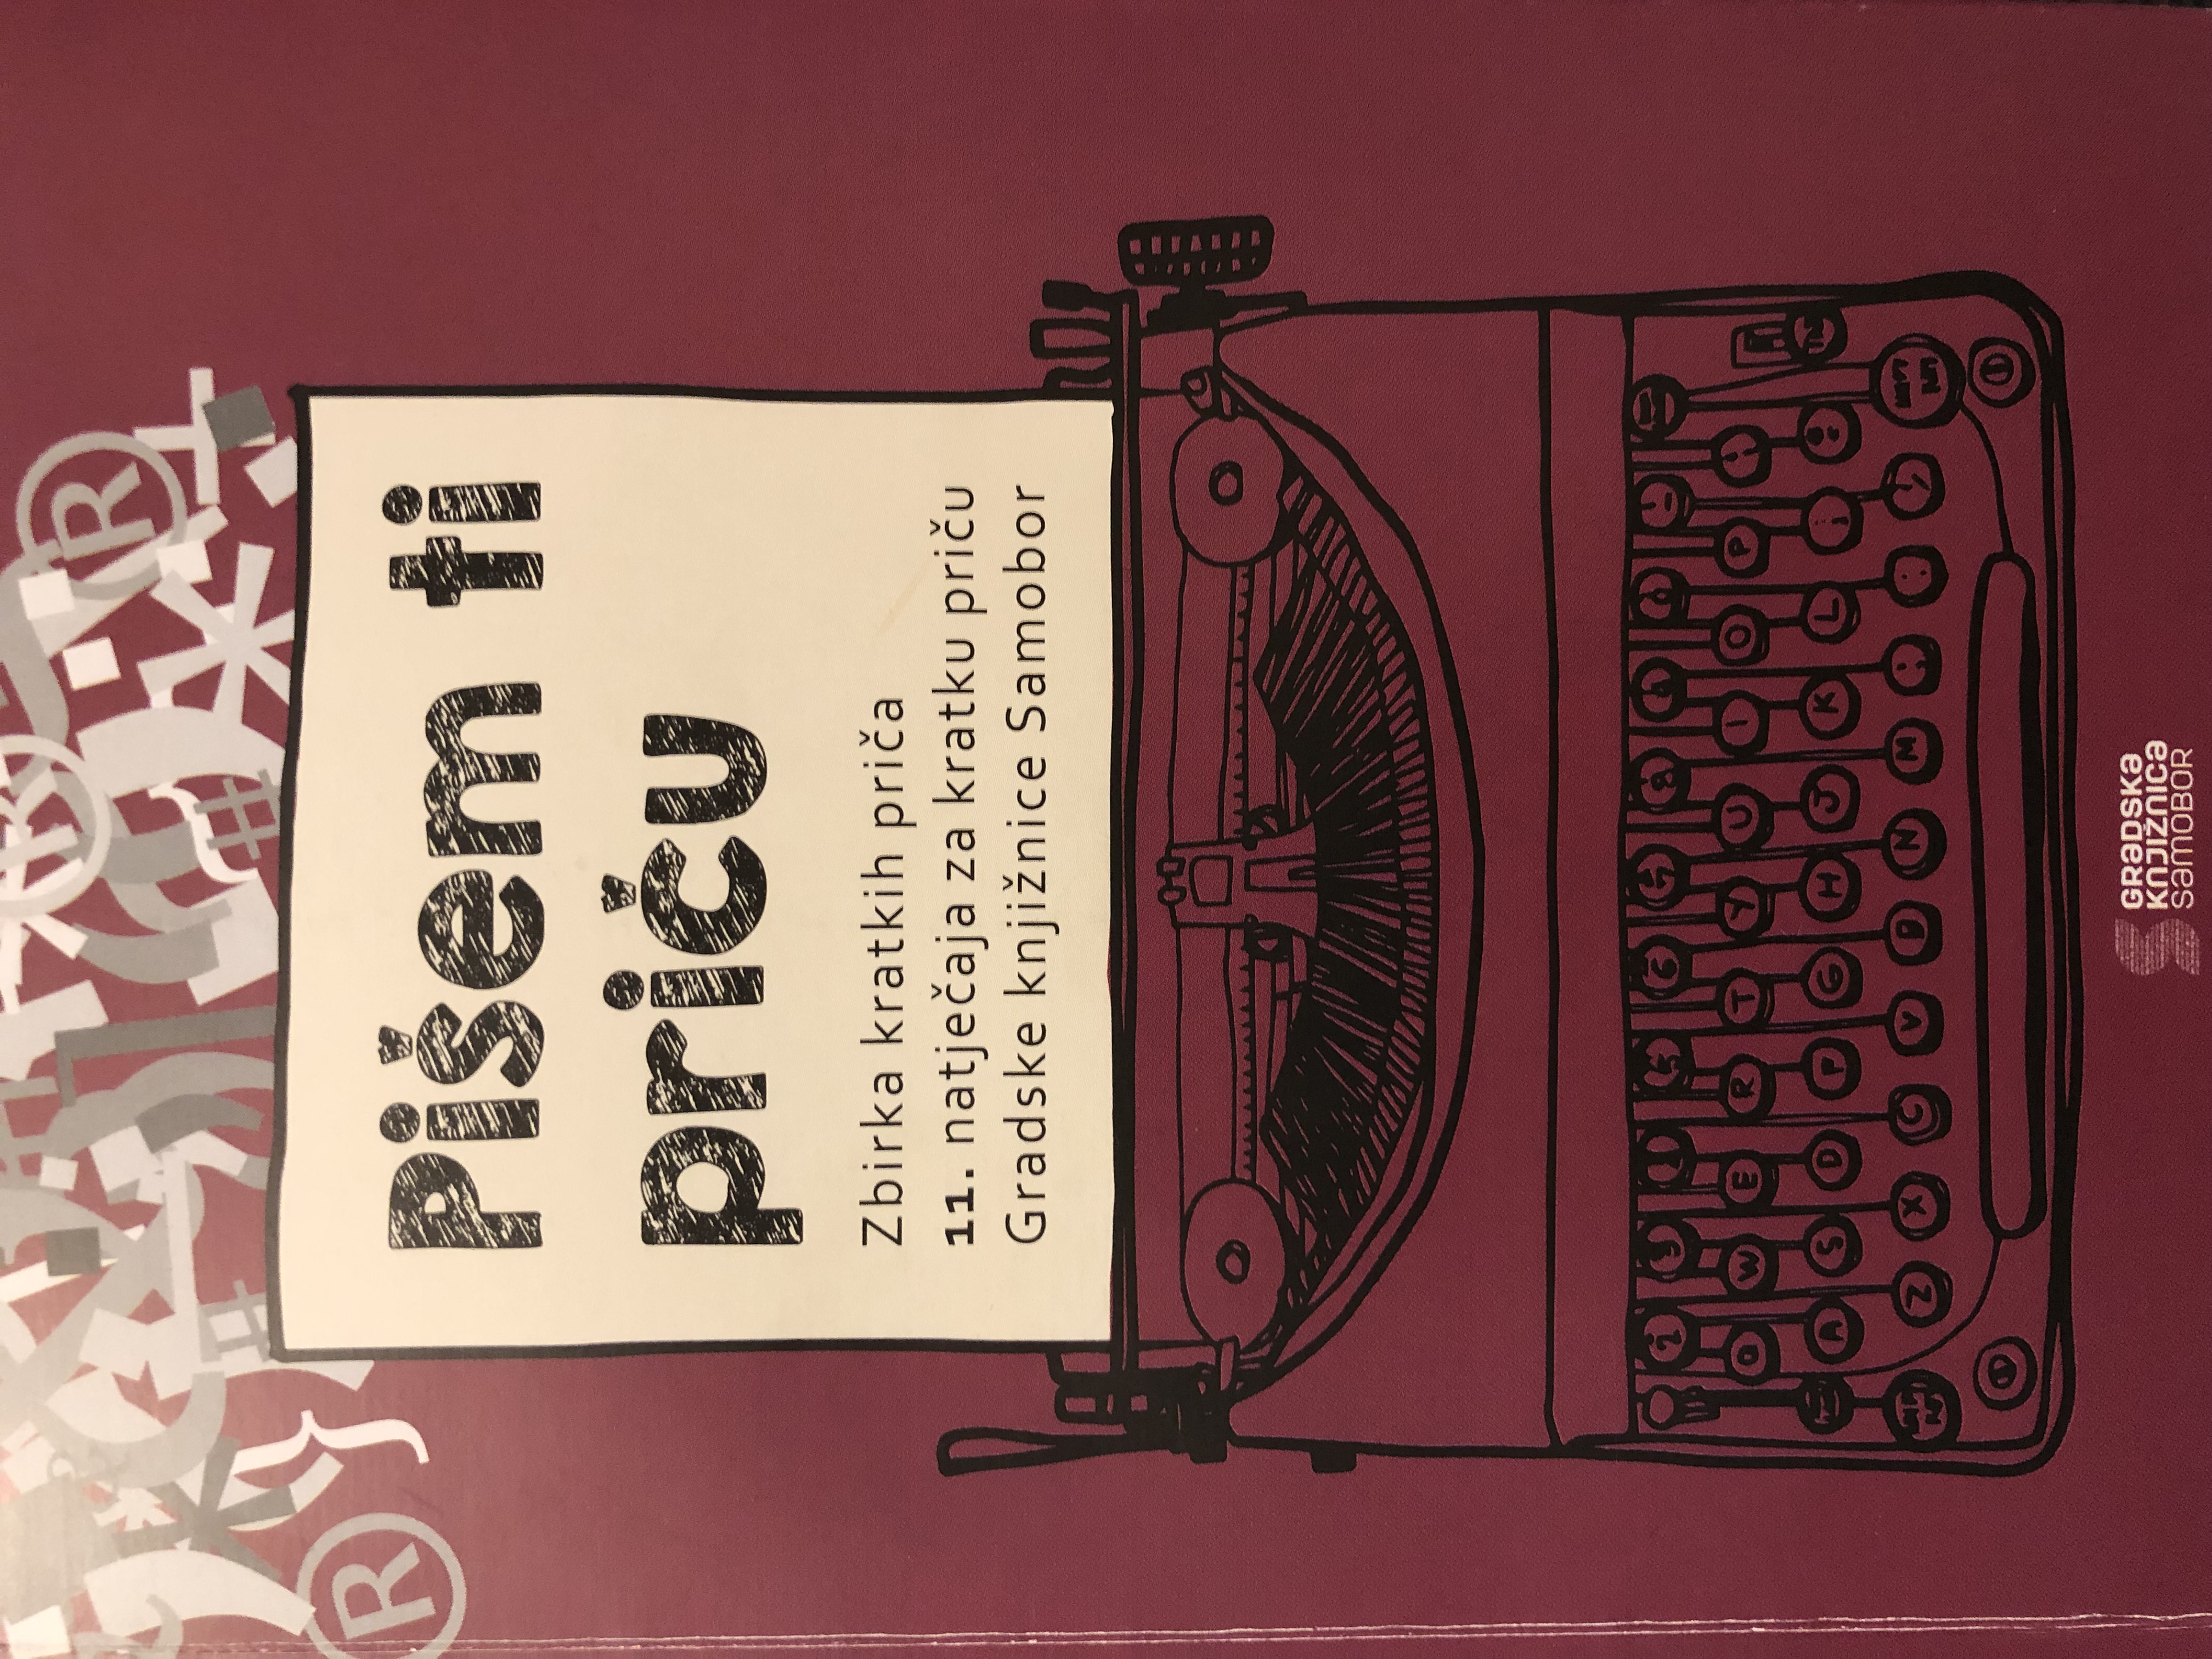 Pišem ti
priču
Zbirka kratkih priča
11. natječaja za kratku priču
Gradske knjižnice Samobor
R
R
R
#
#
Q W E R T Y U I O P
A S D F G H J K L
Z X C V B N M
GRADSKA
KNJIŽNICA
SAMOBOR